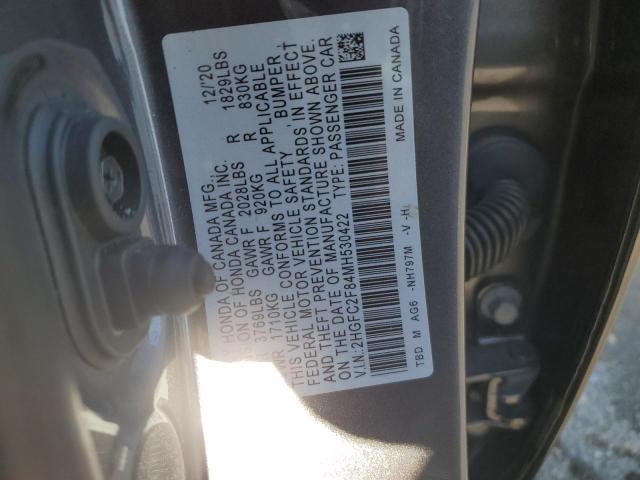 HONDA OF CANADA MFG. 12/'20
ON OF HONDA CANADA INC.
3769LBS GAWR F 2028LBS R 1829LBS
WR 1710KG GAWR F 920KG R 830KG
THIS VEHICLE CONFORMS TO ALL APPLICABLE
FEDERAL MOTOR VEHICLE SAFETY, BUMPER,
AND THEFT PREVENTION STANDARDS, IN EFFECT
ON THE DATE OF MANUFACTURE SHOWN ABOVE.
V.I.N.:2HGFC2F84MH530422 TYPE: PASSENGER CAR
TBD M AG6 -NH797M -V -H
MADE IN CANADA